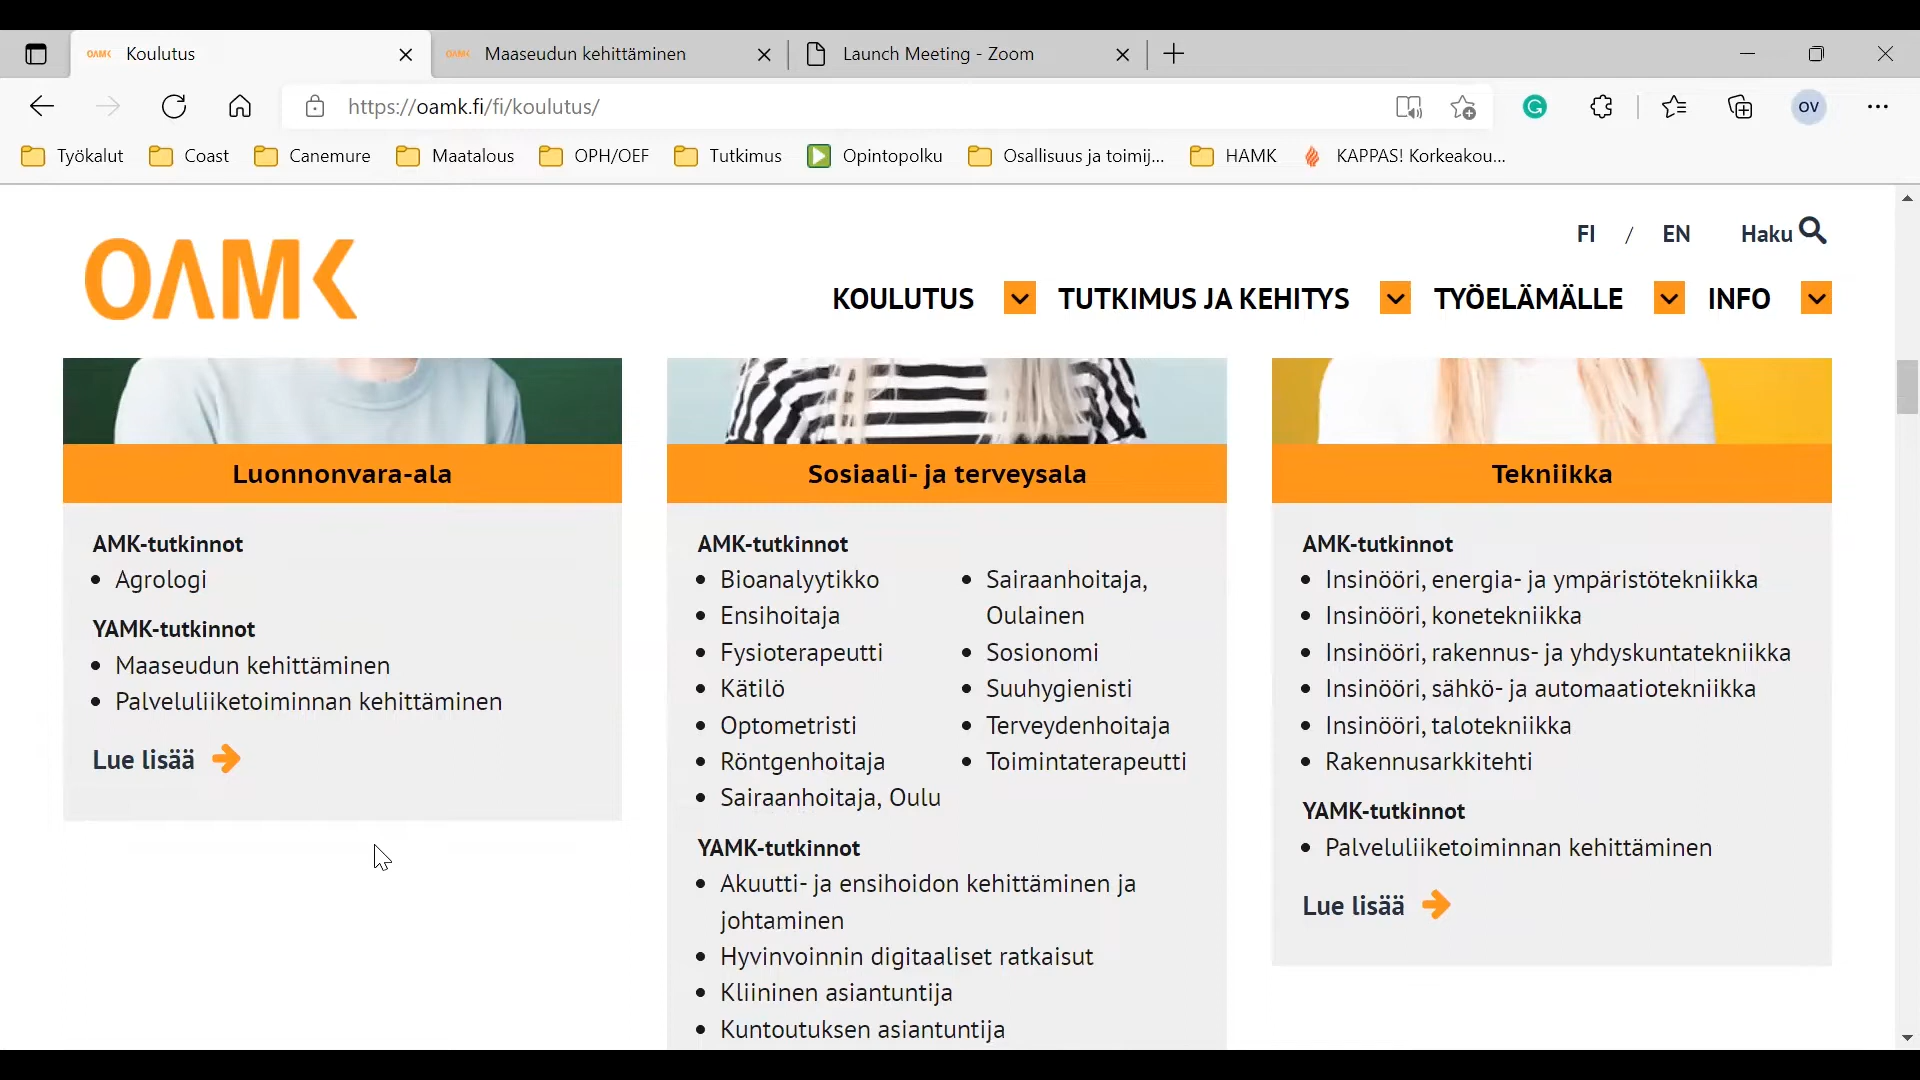 Koulutus
Maaseudun kehittäminen
Launch Meeting - Zoom
https://oamk.fi/fi/koulutus/
OV
Työkalut
Coast
Canemure
Maatalous
OPH/OEF
Tutkimus
Opintopolku
Osallisuus ja toimij...
HAMK
KAPPAS! Korkeakou...
OAMK
FI / EN Haku
KOULUTUS
TUTKIMUS JA KEHITYS
TYÖELÄMÄLLE
INFO
Luonnonvara-ala
AMK-tutkinnot
• Agrologi
YAMK-tutkinnot
• Maaseudun kehittäminen
• Palveluliiketoiminnan kehittäminen
Lue lisää
Sosiaali- ja terveysala
AMK-tutkinnot
• Bioanalyytikko
• Ensihoitaja
• Fysioterapeutti
• Kätilö
• Optometristi
• Röntgenhoitaja
• Sairaanhoitaja, Oulu
• Sairaanhoitaja,
Oulainen
• Sosionomi
• Suuhygienisti
• Terveydenhoitaja
• Toimintaterapeutti
YAMK-tutkinnot
• Akuutti- ja ensihoidon kehittäminen ja
johtaminen
• Hyvinvoinnin digitaaliset ratkaisut
• Kliininen asiantuntija
• Kuntoutuksen asiantuntija
Tekniikka
AMK-tutkinnot
• Insinööri, energia- ja ympäristötekniikka
• Insinööri, konetekniikka
• Insinööri, rakennus- ja yhdyskuntatekniikka
• Insinööri, sähkö- ja automaatiotekniikka
• Insinööri, talotekniikka
• Rakennusarkkitehti
YAMK-tutkinnot
• Palveluliiketoiminnan kehittäminen
Lue lisää